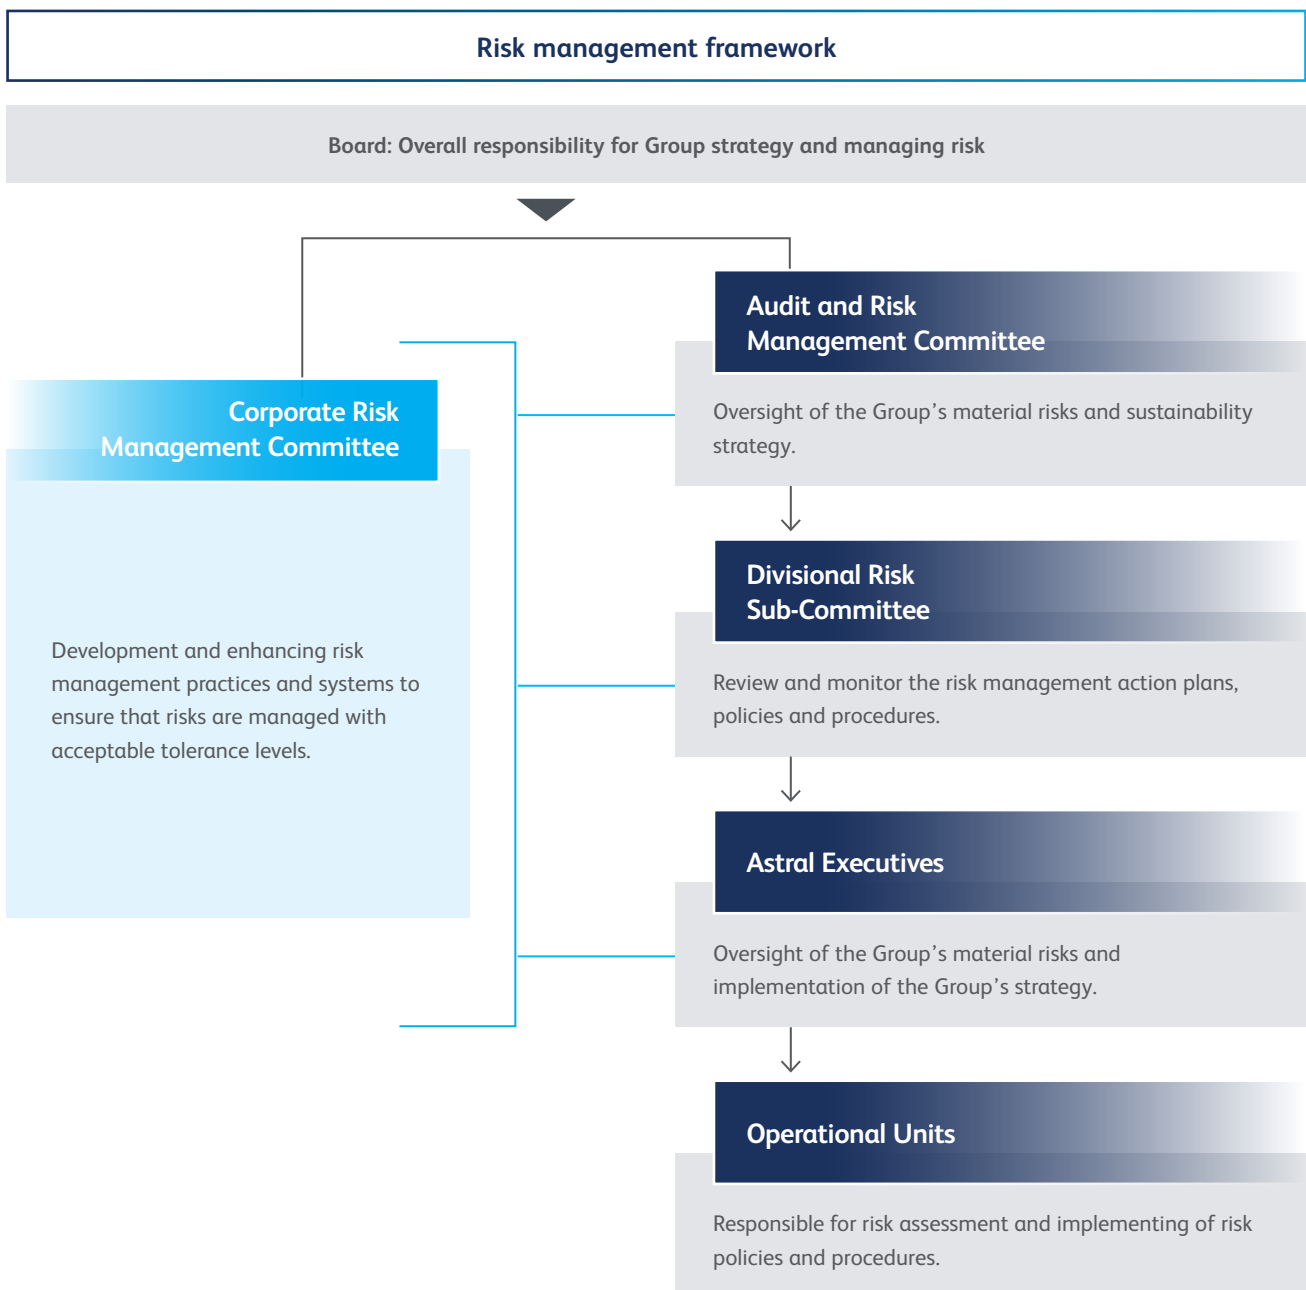 Risk management framework
Board: Overall responsibility for Group strategy and managing risk
Corporate Risk
Management Committee
Development and enhancing risk
management practices and systems to
ensure that risks are managed with
acceptable tolerance levels.
Audit and Risk
Management Committee
Oversight of the Group’s material risks and sustainability
strategy.
Divisional Risk
Sub-Committee
Review and monitor the risk management action plans,
policies and procedures.
Astral Executives
Oversight of the Group’s material risks and
implementation of the Group’s strategy.
Operational Units
Responsible for risk assessment and implementing of risk
policies and procedures.